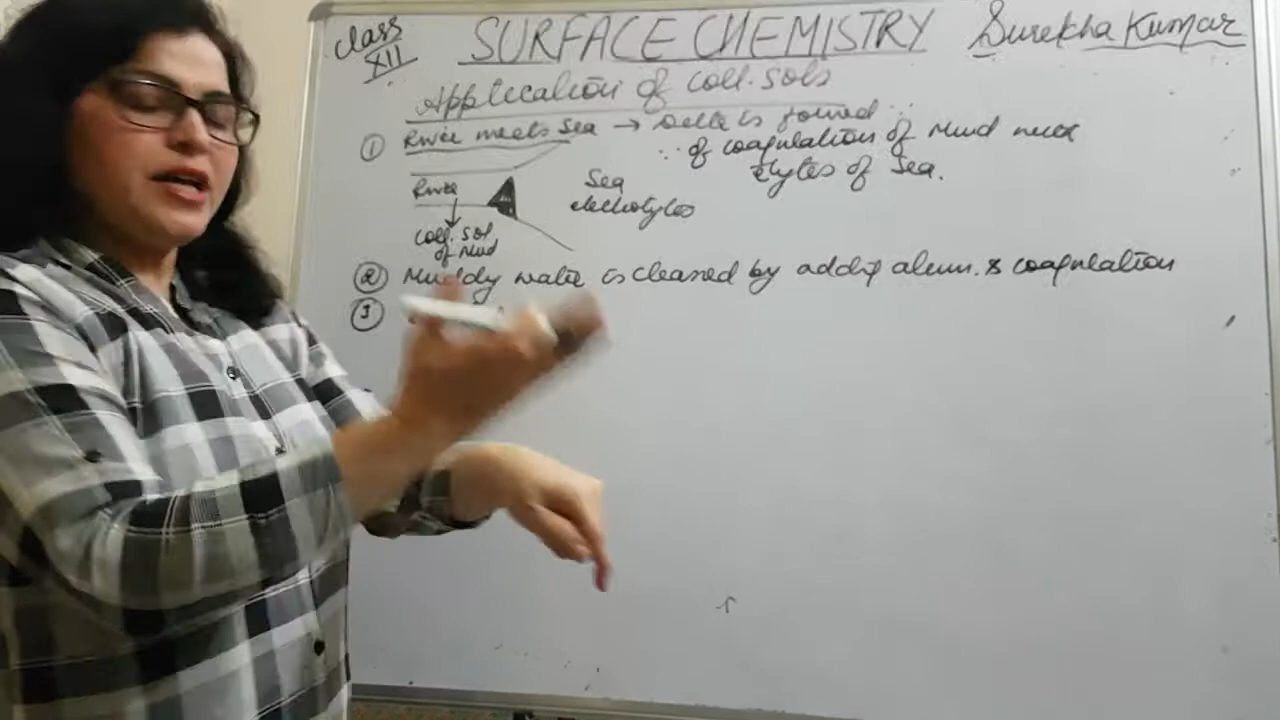 Class XII
SURFACE CHEMISTRY
Surekha Kumar
Application of Coll. Sols
① River meets Sea → Delta is formed
∴ of coagulation of Mud
Elytes of Sea.
River
Sea
electrolytes
Coll. Sol
of Mud
② Muddy water is cleaned by adding alum. & coagulation
③